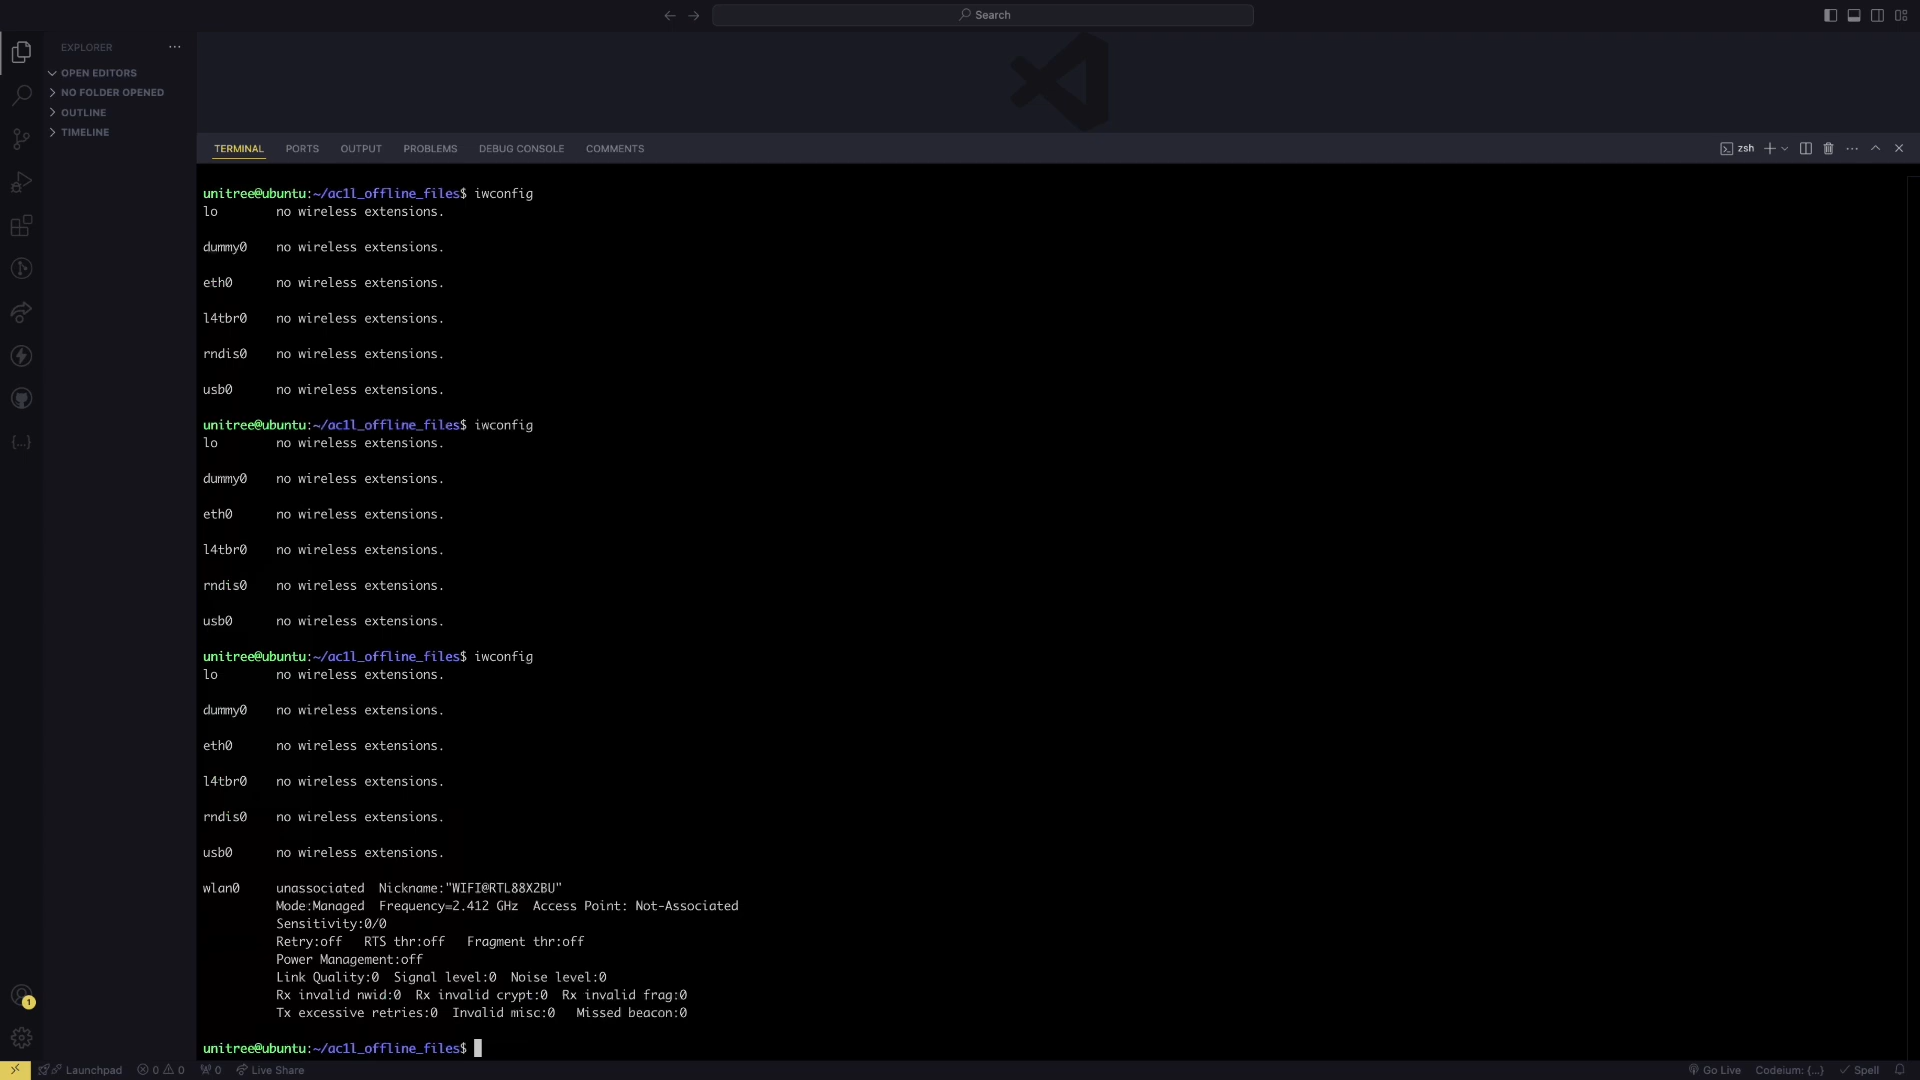 Search
EXPLORER
OPEN EDITORS
NO FOLDER OPENED
OUTLINE
TIMELINE
TERMINAL PORTS OUTPUT PROBLEMS DEBUG CONSOLE COMMENTS
zsh
unitree@ubuntu:~/ac1l_offline_files$ iwconfig
lo no wireless extensions.
dummy0 no wireless extensions.
eth0 no wireless extensions.
l4tbr0 no wireless extensions.
rndis0 no wireless extensions.
usb0 no wireless extensions.
unitree@ubuntu:~/ac1l_offline_files$ iwconfig
lo no wireless extensions.
dummy0 no wireless extensions.
eth0 no wireless extensions.
l4tbr0 no wireless extensions.
rndis0 no wireless extensions.
usb0 no wireless extensions.
unitree@ubuntu:~/ac1l_offline_files$ iwconfig
lo no wireless extensions.
dummy0 no wireless extensions.
eth0 no wireless extensions.
l4tbr0 no wireless extensions.
rndis0 no wireless extensions.
usb0 no wireless extensions.
wlan0 unassociated Nickname:"WIFI@RTL88X2BU"
Mode:Managed Frequency=2.412 GHz Access Point: Not-Associated
Sensitivity:0/0
Retry:off RTS thr:off Fragment thr:off
Power Management:off
Link Quality:0 Signal level:0 Noise level:0
Rx invalid nwid:0 Rx invalid crypt:0 Rx invalid frag:0
Tx excessive retries:0 Invalid misc:0 Missed beacon:0
unitree@ubuntu:~/ac1l_offline_files$
1
Launchpad 0 0 0 Live Share
Go Live Codeium: {...} Spell